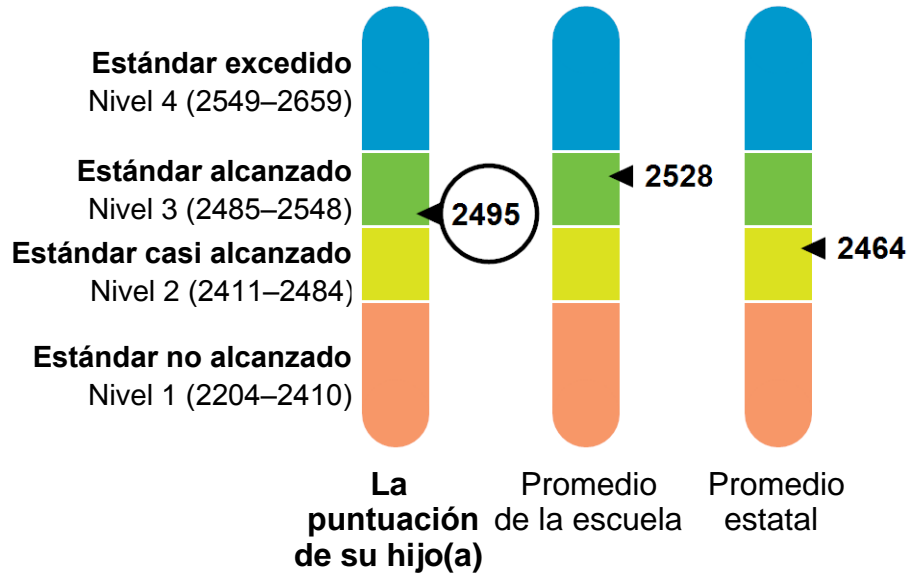 Estándar excedido
Nivel 4 (2549–2659)
Estándar alcanzado
Nivel 3 (2485–2548)
Estándar casi alcanzado
Nivel 2 (2411–2484)
Estándar no alcanzado
Nivel 1 (2204–2410)
2495
2528
2464
La
puntuación
de su hijo(a)
Promedio
de la escuela
Promedio
estatal